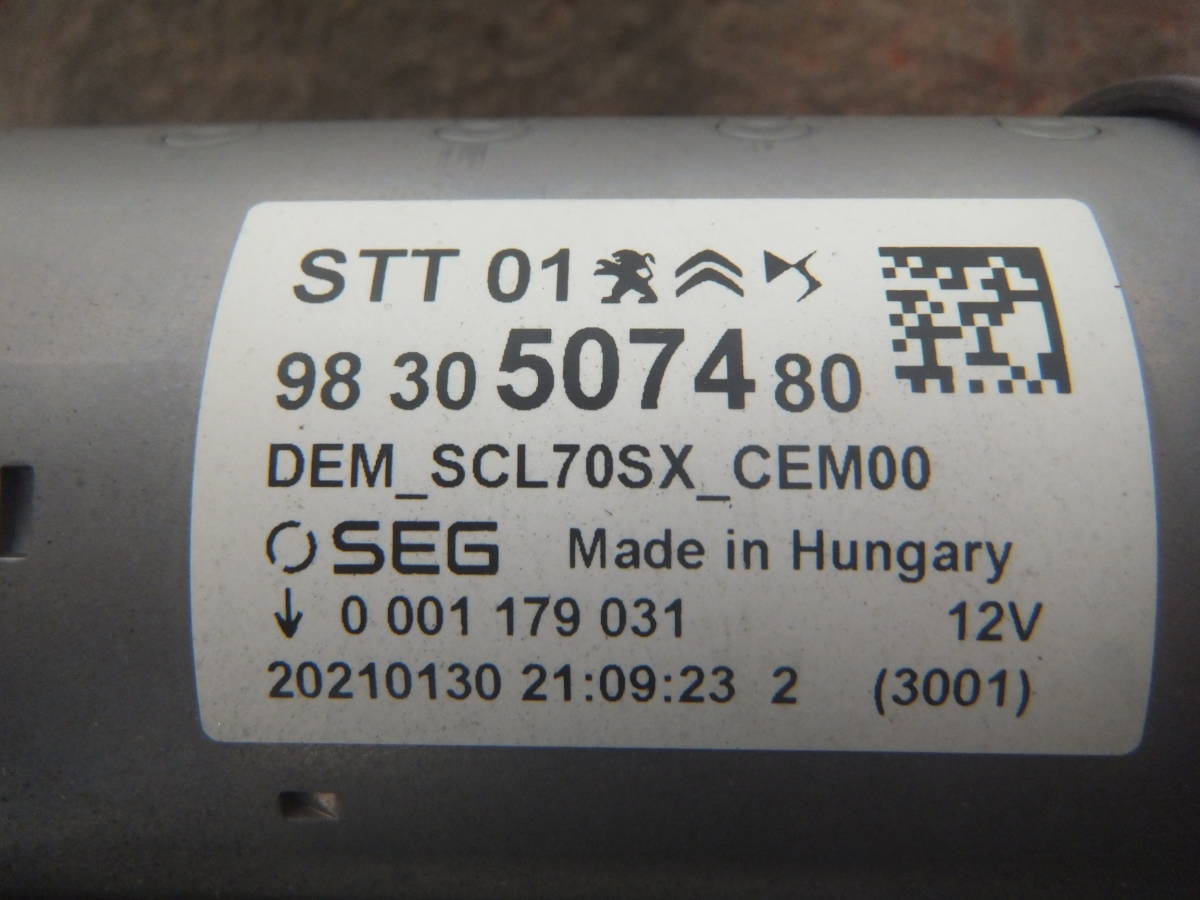 STT 01
98 30 5074 80
DEM_SCL70SX_CEM00
SEG Made in Hungary
↓ 0 001 179 031 12V
20210130 21:09:23 2 (3001)